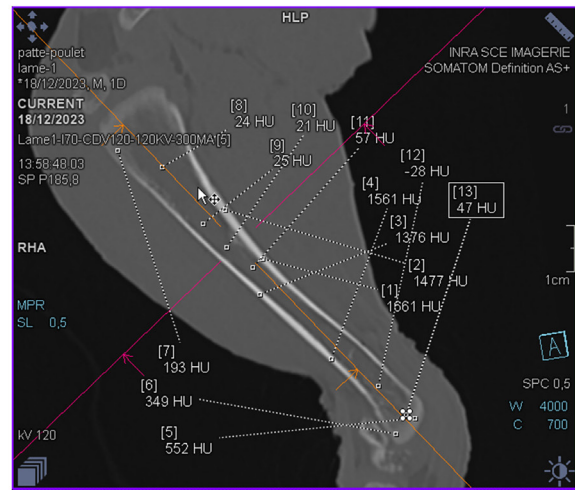 HLP
patte-poulet
lame-1
*18/12/2023, M, 1D
CURRENT
18/12/2023
Lame1-I70-CDV120-120KV-300MA'[5]
13:58:48.03
SP P185,8
INRA SCE IMAGERIE
SOMATOM Definition AS+
1
[8]
24 HU
[10]
21 HU
[9]
25 HU
[11]
57 HU
[12]
-28 HU
[4]
1561 HU
[13]
47 HU
[3]
1376 HU
[2]
1477 HU
[1]
1661 HU
RHA
1cm
MPR
SL 0,5
[7]
193 HU
[6]
349 HU
[5]
552 HU
A
SPC 0,5
W 4000
C 700
kV 120